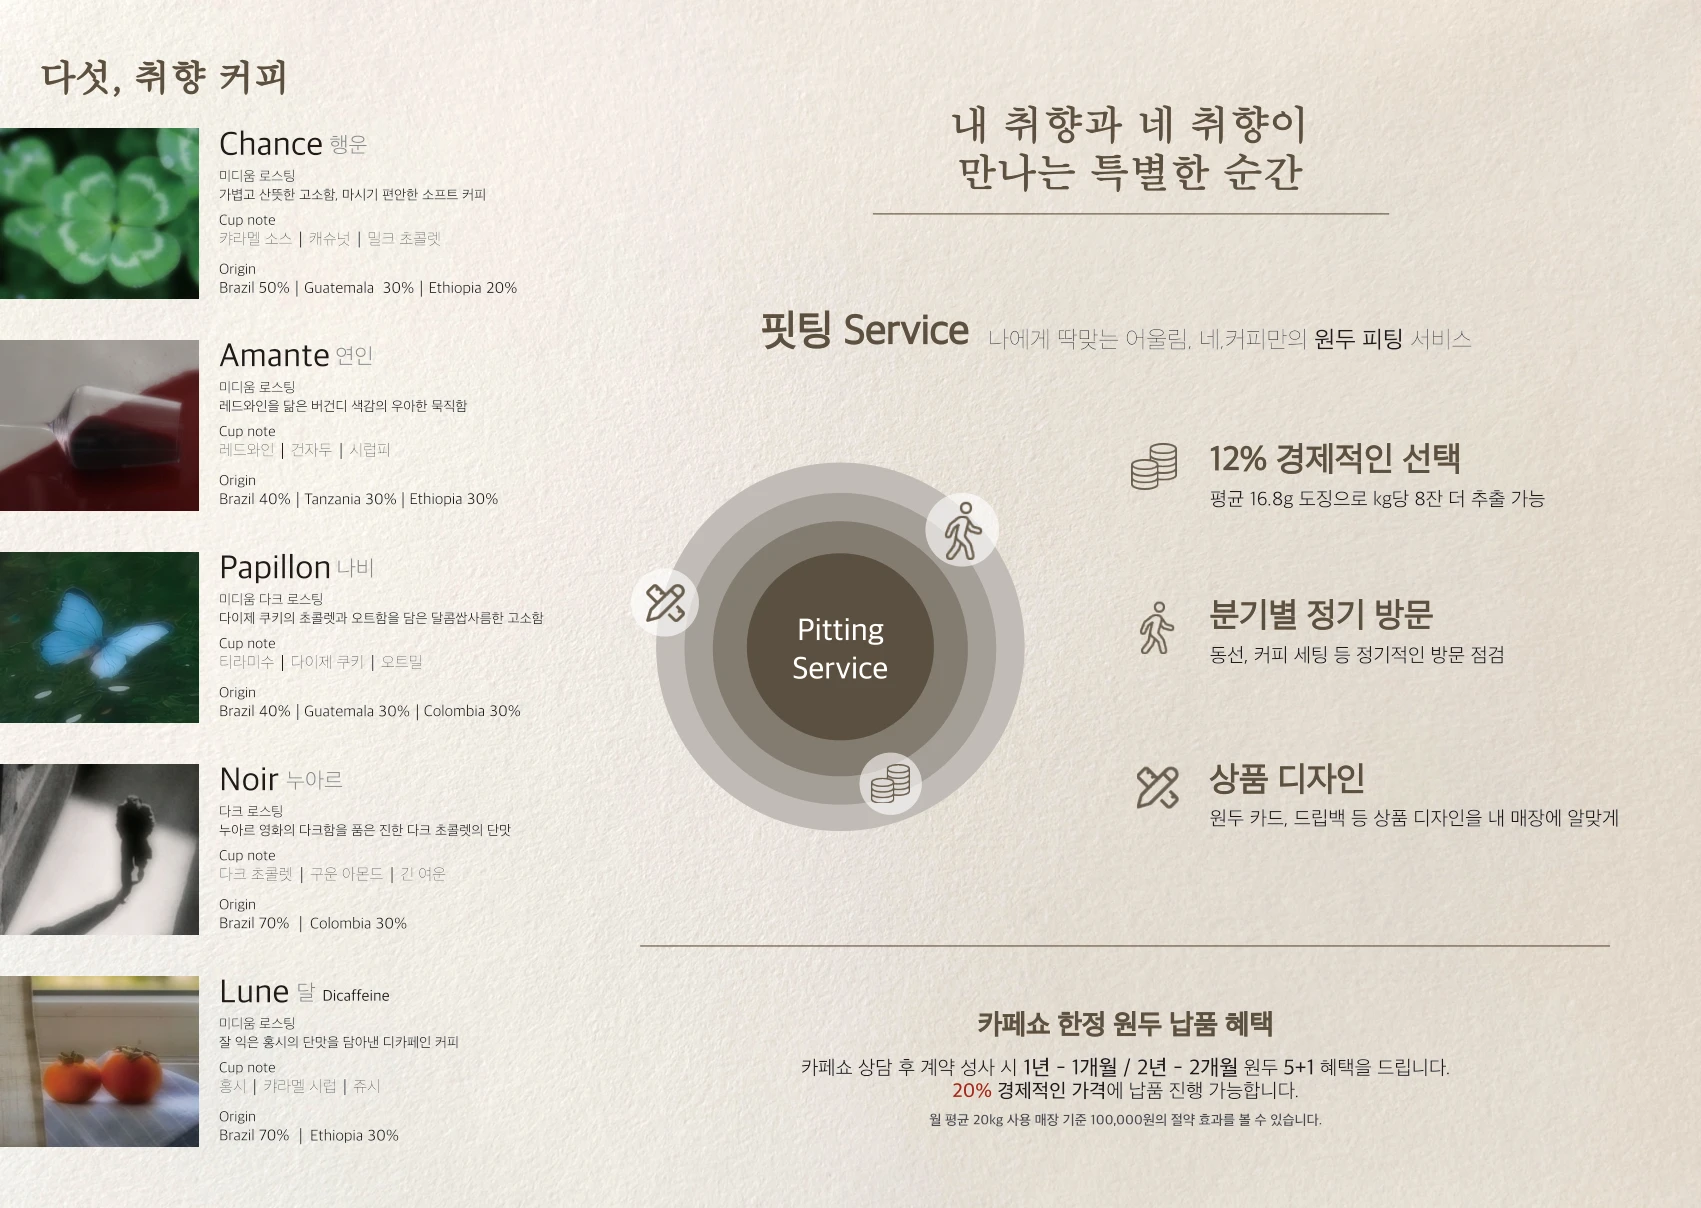 다섯, 취향 커피
Chance 행운
미디움 로스팅
가볍고 산뜻한 고소함, 마시기 편안한 소프트 커피
Cup note
캬라멜 소스 | 캐슈넛 | 밀크 초콜렛
Origin
Brazil 50% | Guatemala 30% | Ethiopia 20%
Amante 연인
미디움 로스팅
레드와인을 닮은 버건디 색감의 우아한 묵직함
Cup note
레드와인 | 건자두 | 시럽피
Origin
Brazil 40% | Tanzania 30% | Ethiopia 30%
Papillon 나비
미디움 다크 로스팅
다이제 쿠키의 초콜렛과 오트함을 담은 달콤쌉사름한 고소함
Cup note
티라미수 | 다이제 쿠키 | 오트밀
Origin
Brazil 40% | Guatemala 30% | Colombia 30%
Noir 누아르
다크 로스팅
누아르 영화의 다크함을 품은 진한 다크 초콜렛의 단맛
Cup note
다크 초콜렛 | 구운 아몬드 | 긴 여운
Origin
Brazil 70% | Colombia 30%
Lune 달 Dicaffeine
미디움 로스팅
잘 익은 홍시의 단맛을 담아낸 디카페인 커피
Cup note
홍시 | 캬라멜 시럽 | 쥬시
Origin
Brazil 70% | Ethiopia 30%
내 취향과 네 취향이
만나는 특별한 순간
핏팅 Service 나에게 딱맞는 어울림, 네,커피만의 원두 피팅 서비스
Pitting
Service
12% 경제적인 선택
평균 16.8g 도징으로 kg당 8잔 더 추출 가능
분기별 정기 방문
동선, 커피 세팅 등 정기적인 방문 점검
상품 디자인
원두 카드, 드립백 등 상품 디자인을 내 매장에 알맞게
카페쇼 한정 원두 납품 혜택
카페쇼 상담 후 계약 성사 시 1년 - 1개월 / 2년 - 2개월 원두 5+1 혜택을 드립니다.
20% 경제적인 가격에 납품 진행 가능합니다.
월 평균 20kg 사용 매장 기준 100,000원의 절약 효과를 볼 수 있습니다.